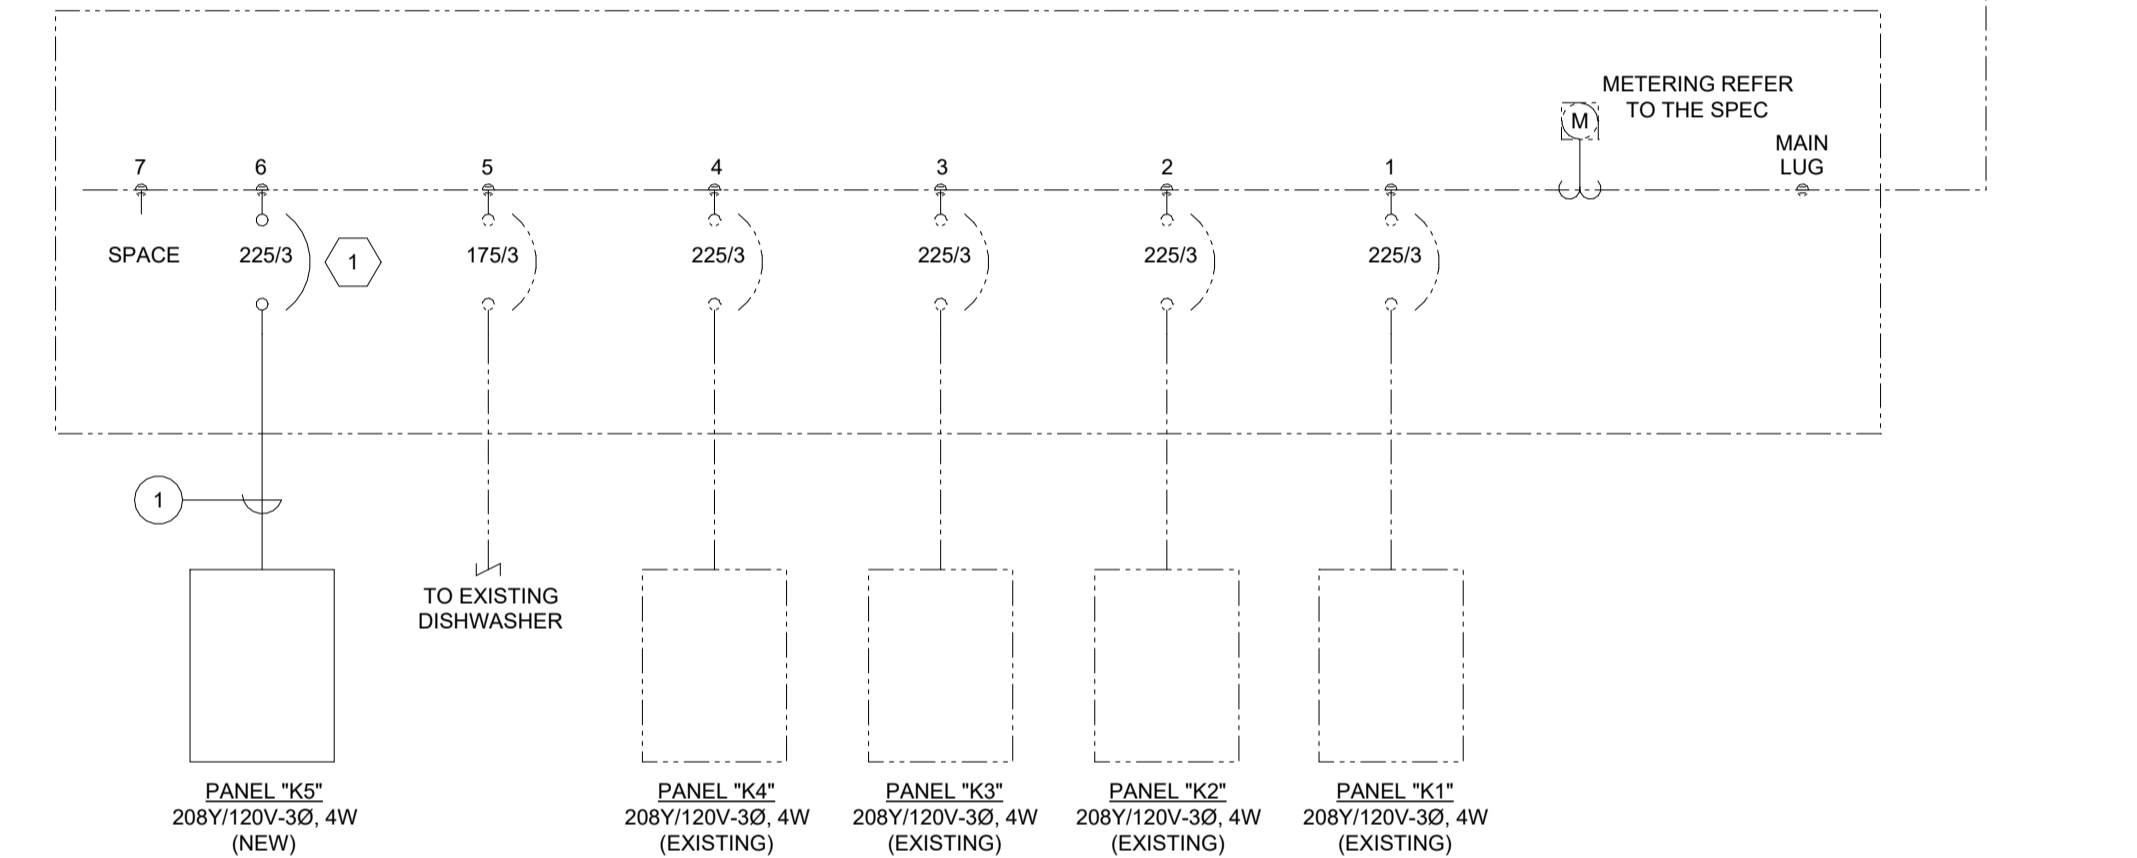 METERING REFER
TO THE SPEC
M
MAIN
LUG
7
6
5
4
3
2
1
SPACE
225/3
1
175/3
225/3
225/3
225/3
225/3
1
TO EXISTING
DISHWASHER
PANEL "K5"
208Y/120V-3Ø, 4W
(NEW)
PANEL "K4"
208Y/120V-3Ø, 4W
(EXISTING)
PANEL "K3"
208Y/120V-3Ø, 4W
(EXISTING)
PANEL "K2"
208Y/120V-3Ø, 4W
(EXISTING)
PANEL "K1"
208Y/120V-3Ø, 4W
(EXISTING)